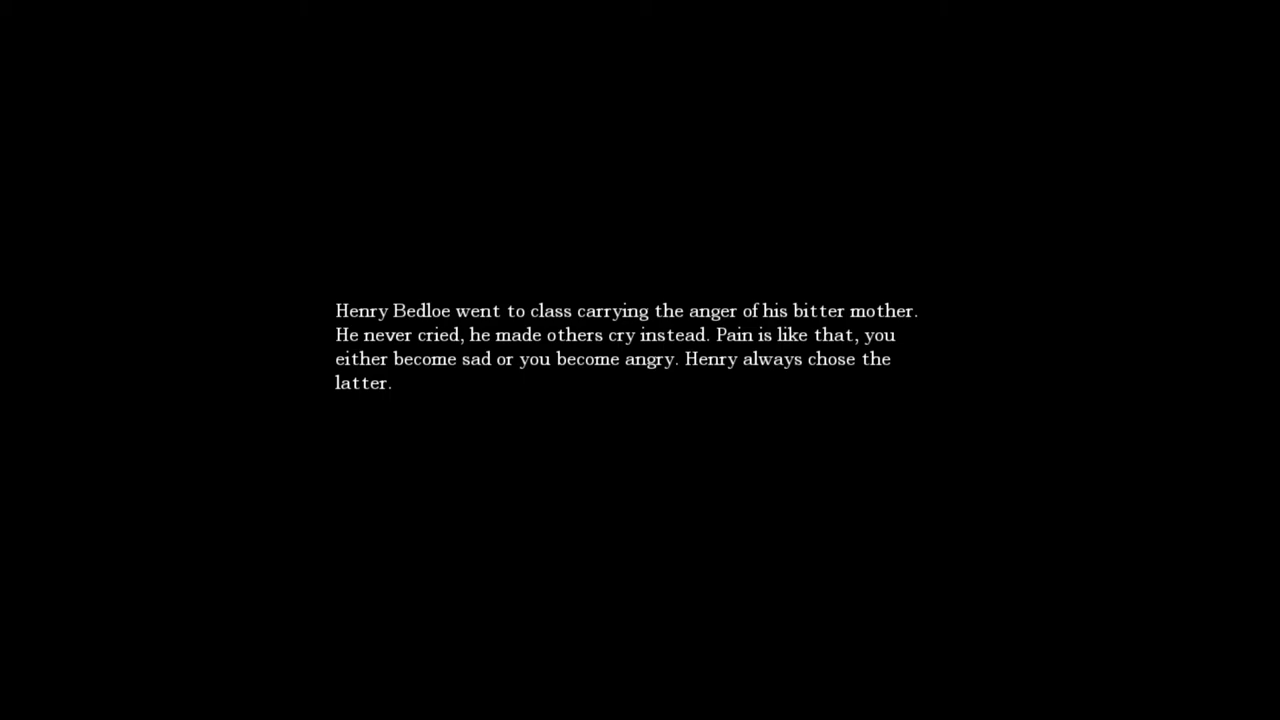 Henry Bedloe went to class carrying the anger of his bitter mother.
He never cried, he made others cry instead. Pain is like that, you
either become sad or you become angry. Henry always chose the
latter.